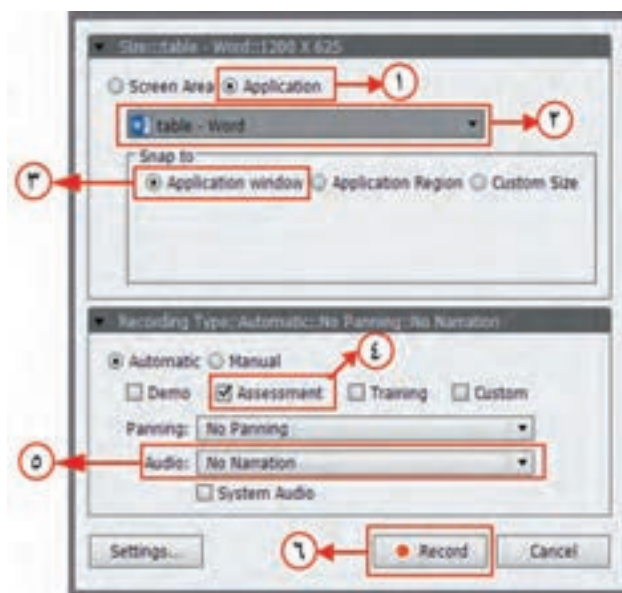 Size:::table - Word::1200 X 625
Screen Area Application ١
table - Word ٢
Snap to
٣ Application window Application Region Custom Size
Recording Type: Automatic::No Panning::No Narration
Automatic Manual ٤
Demo Assessment Training Custom
Panning: No Panning
٥ Audio: No Narration
System Audio
Settings... ٦ Record Cancel